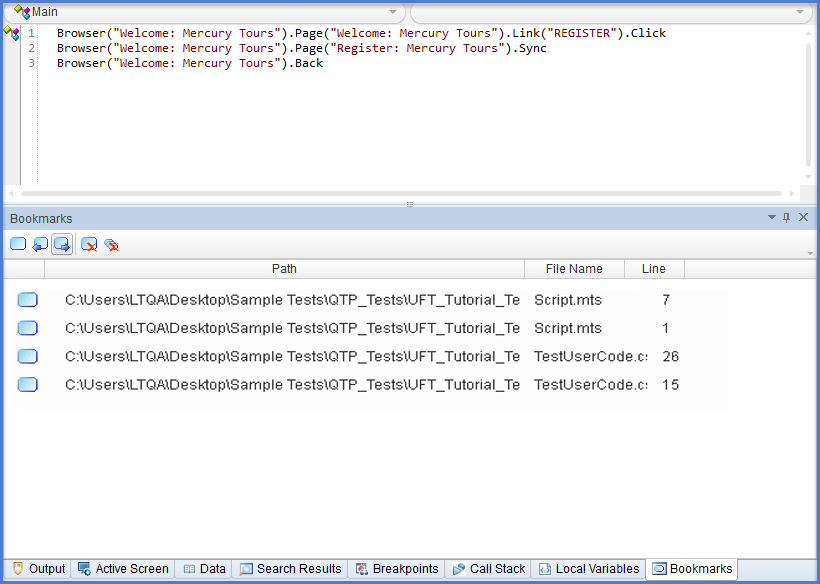 Main
1 Browser("Welcome: Mercury Tours").Page("Welcome: Mercury Tours").Link("REGISTER").Click
2 Browser("Welcome: Mercury Tours").Page("Register: Mercury Tours").Sync
3 Browser("Welcome: Mercury Tours").Back
Bookmarks
Path File Name Line
C:\Users\LTQA\Desktop\Sample Tests\QTP_Tests\UFT_Tutorial_Te Script.mts 7
C:\Users\LTQA\Desktop\Sample Tests\QTP_Tests\UFT_Tutorial_Te Script.mts 1
C:\Users\LTQA\Desktop\Sample Tests\QTP_Tests\UFT_Tutorial_Te TestUserCode.c 26
C:\Users\LTQA\Desktop\Sample Tests\QTP_Tests\UFT_Tutorial_Te TestUserCode.c 15
Output Active Screen Data Search Results Breakpoints Call Stack Local Variables Bookmarks